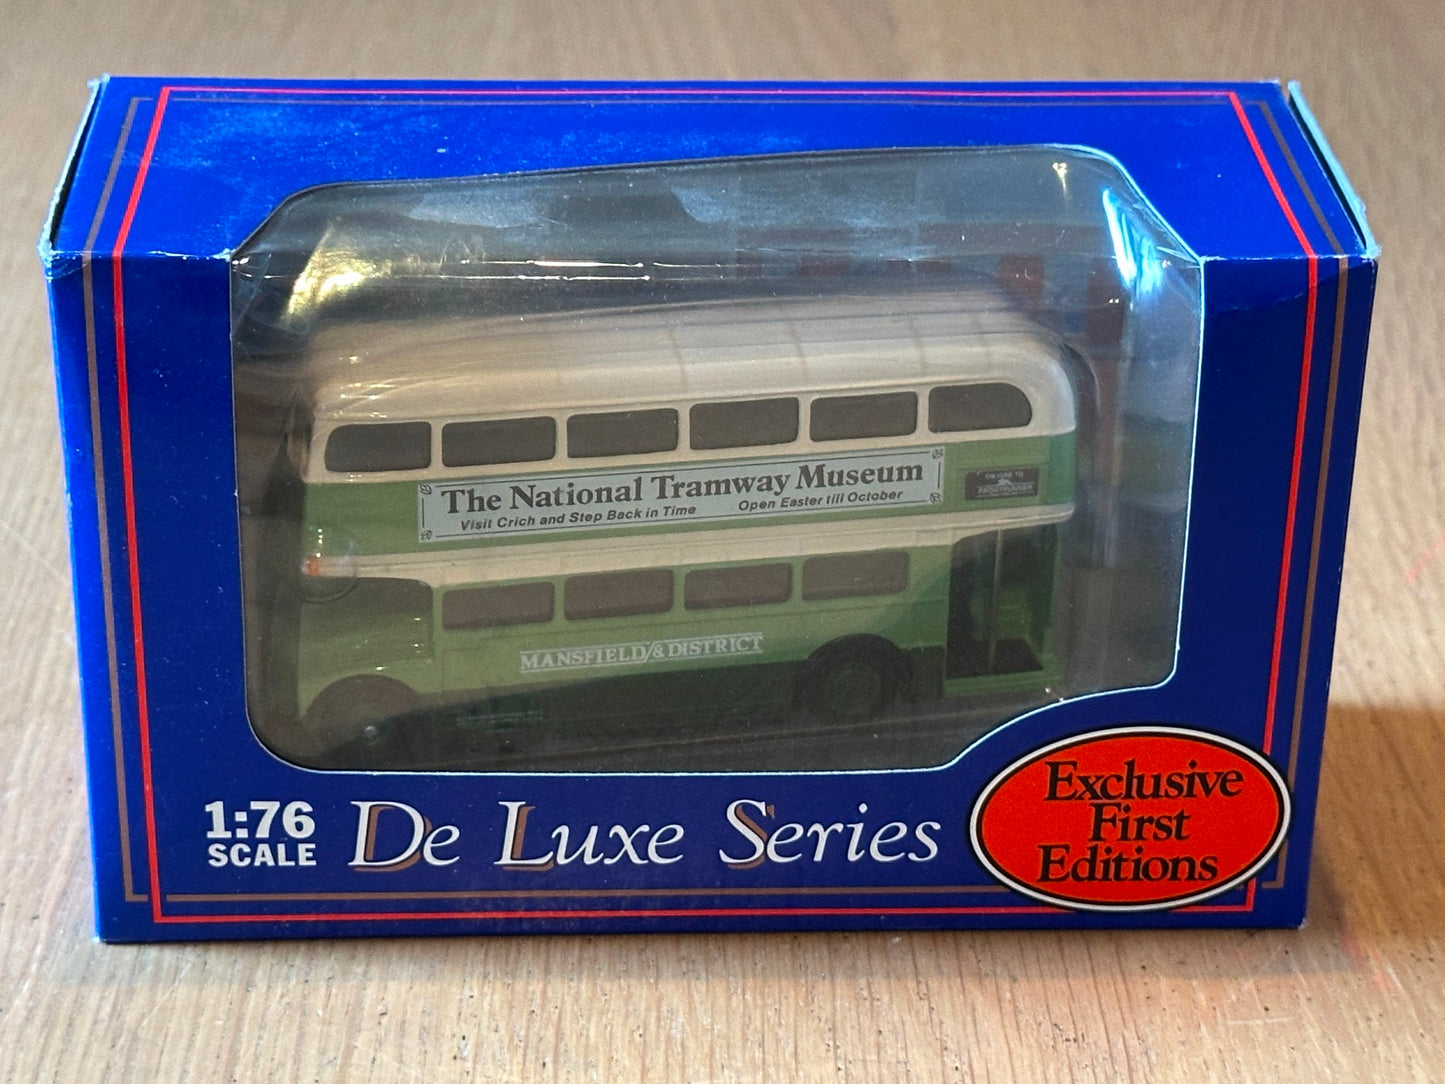 The National Tramway Museum
Visit Crich and Step Back in Time Open Easter till October
MANSFIELD & DISTRICT
1:76
SCALE
De Luxe Series
Exclusive
First
Editions